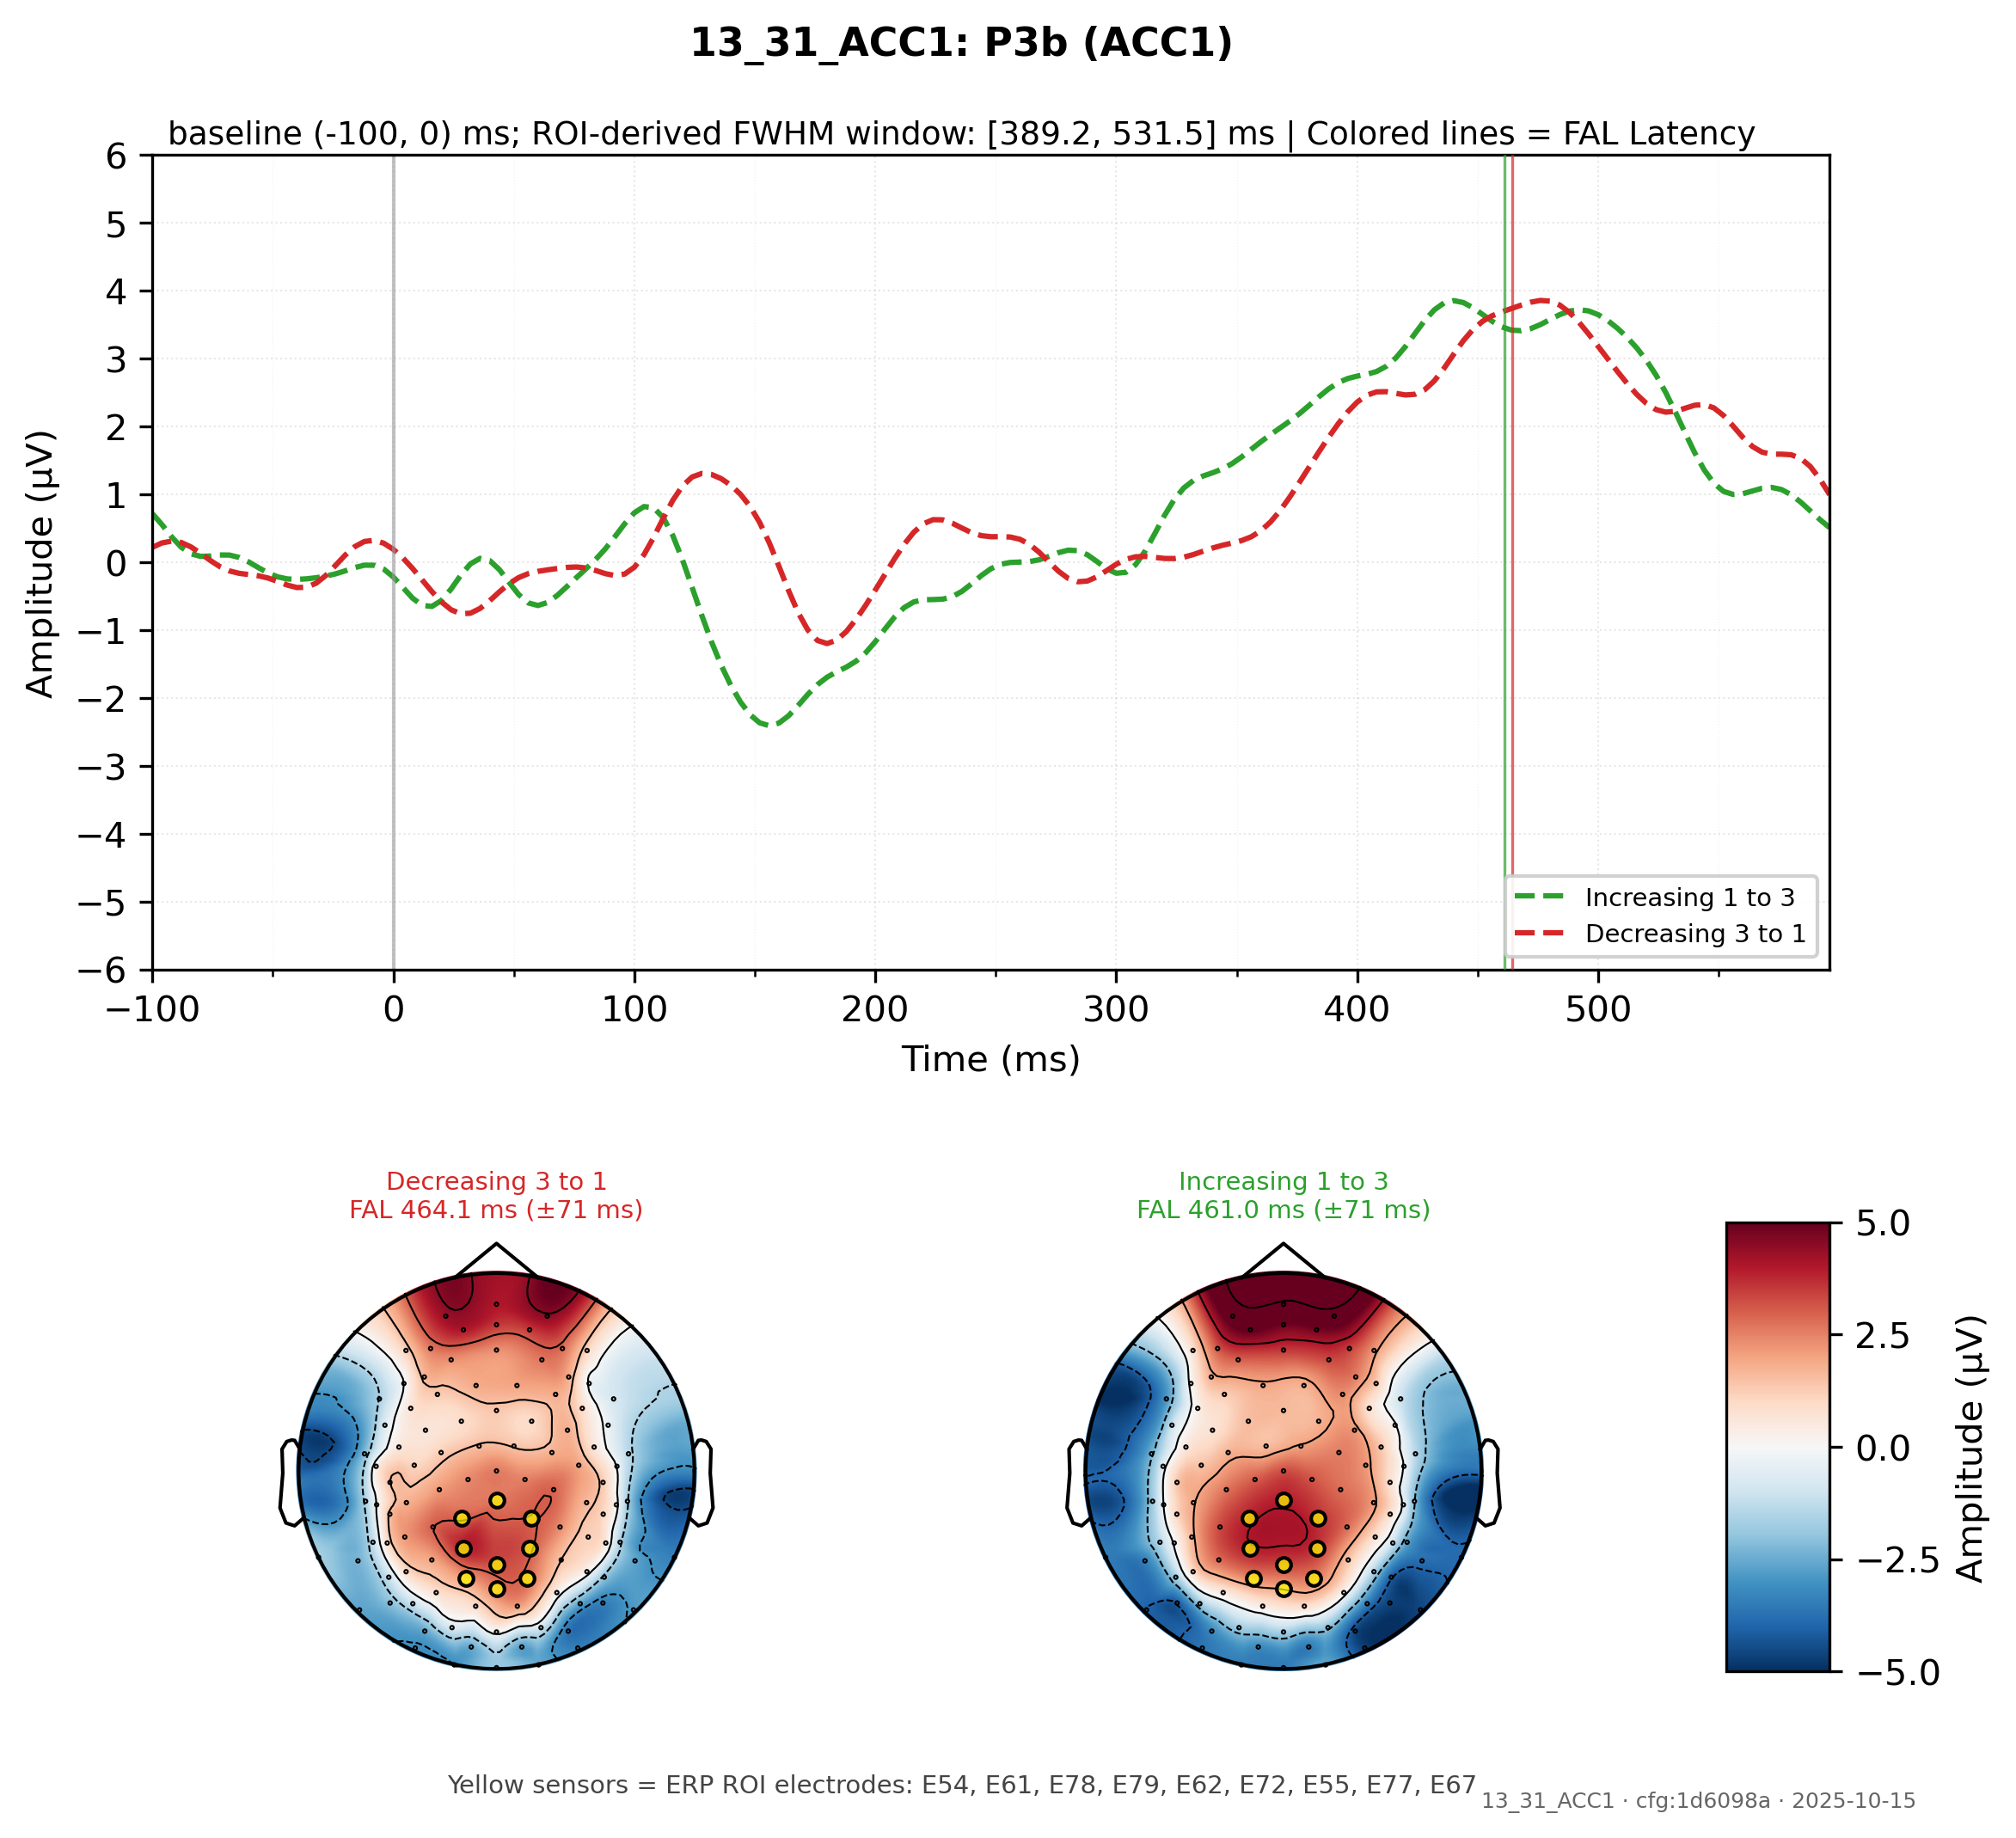 13_31_ACC1: P3b (ACC1)
baseline (-100, 0) ms; ROI-derived FWHM window: [389.2, 531.5] ms | Colored lines = FAL Latency
6
5
4
3
2
1
0
−1
−2
−3
−4
−5
−6
Amplitude (µV)
Increasing 1 to 3
Decreasing 3 to 1
−100
0
100
200
300
400
500
Time (ms)
Decreasing 3 to 1
FAL 464.1 ms (±71 ms)
Increasing 1 to 3
FAL 461.0 ms (±71 ms)
5.0
2.5
0.0
−2.5
−5.0
Amplitude (µV)
Yellow sensors = ERP ROI electrodes: E54, E61, E78, E79, E62, E72, E55, E77, E67
13_31_ACC1 · cfg:1d6098a · 2025-10-15